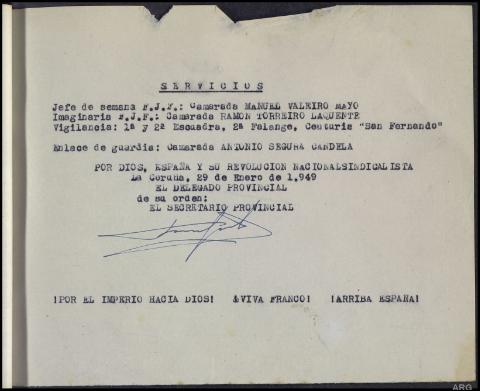 SERVICIOS
Jefe de semana F.J.F.: Camarada MANUEL VALEIRO MAYO
Imaginaria F.J.F.: Camarada RAMON TORREIRO LAQUENTE
Vigilancia: 1ª y 2ª Escuadra, 2ª Falange, Centuria "San Fernando"
Enlace de guardia: Camarada ANTONIO SEGURA CANDELA
POR DIOS, ESPAÑA Y SU REVOLUCION NACIONALSINDICALISTA
La Coruña, 29 de Enero de 1.949
EL DELEGADO PROVINCIAL
de su orden:
EL SECRETARIO PROVINCIAL
¡POR EL IMPERIO HACIA DIOS! &VIVA FRANCO! ¡ARRIBA ESPAÑA!
ARG